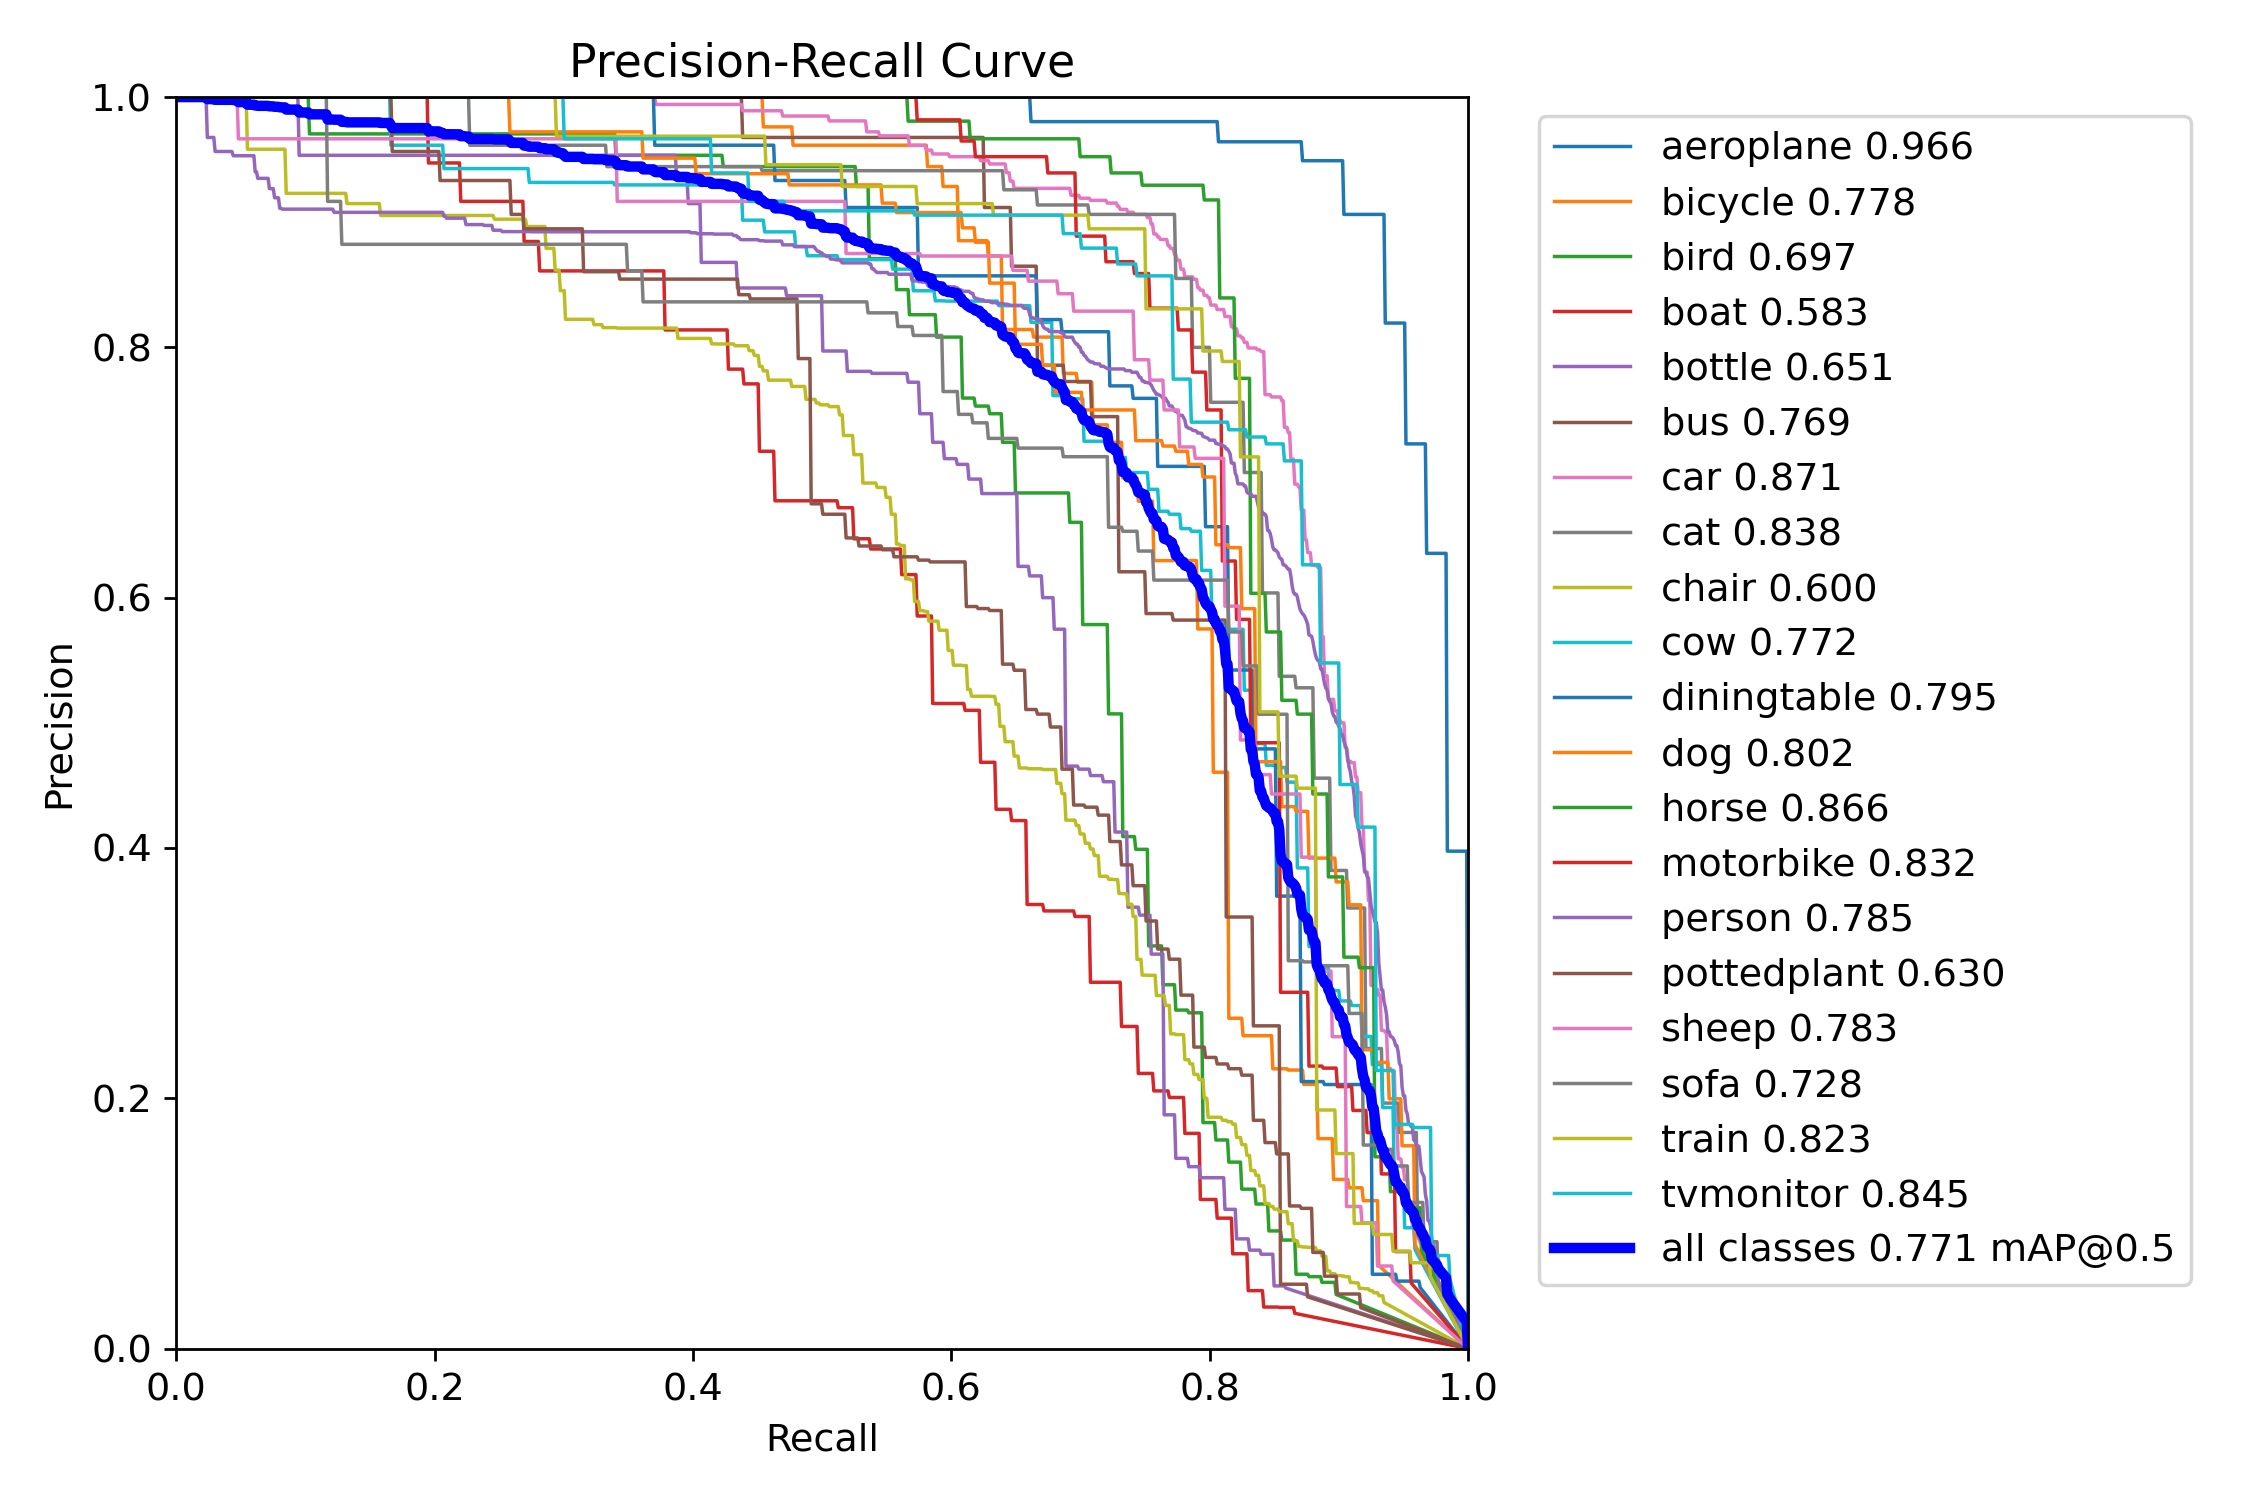 Precision-Recall Curve
1.0
0.8
0.6
0.4
0.2
0.0
Precision
0.0 0.2 0.4 0.6 0.8 1.0
Recall
aeroplane 0.966
bicycle 0.778
bird 0.697
boat 0.583
bottle 0.651
bus 0.769
car 0.871
cat 0.838
chair 0.600
cow 0.772
diningtable 0.795
dog 0.802
horse 0.866
motorbike 0.832
person 0.785
pottedplant 0.630
sheep 0.783
sofa 0.728
train 0.823
tvmonitor 0.845
all classes 0.771 mAP@0.5